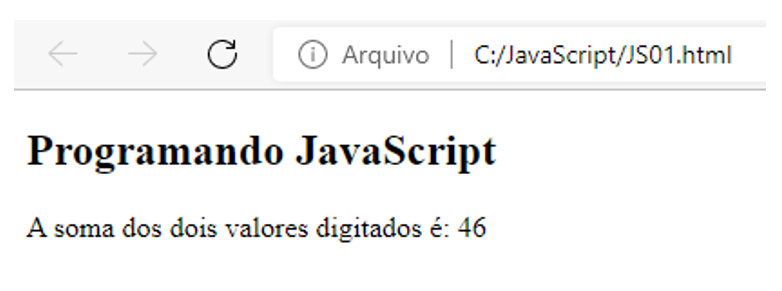 Arquivo | C:/JavaScript/JS01.html
Programando JavaScript
A soma dos dois valores digitados é: 46